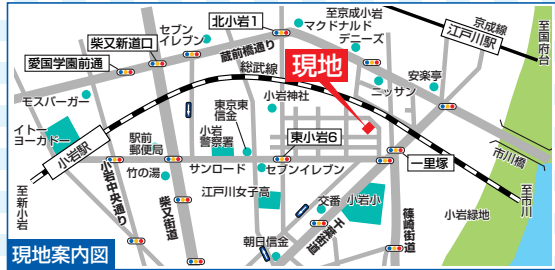 至京成小岩
北小岩1
マクドナルド
京成線
江戸川駅
至国府台
セブン
イレブン
柴又新道口
蔵前橋通り
デニーズ
愛国学園前通
総武線
現地
安楽亭
ニッサン
モスバーガー
小岩神社
東京東
信金
イトー
ヨーカドー
小岩駅
駅前
郵便局
小岩
警察署
東小岩6
市川橋
竹の湯
サンロード
セブンイレブン
一里塚
至新小岩
小岩中央通り
柴又街道
江戸川女子高
交番
小岩小
千葉街道
篠崎街道
小岩緑地
至市川
朝日信金
現地案内図